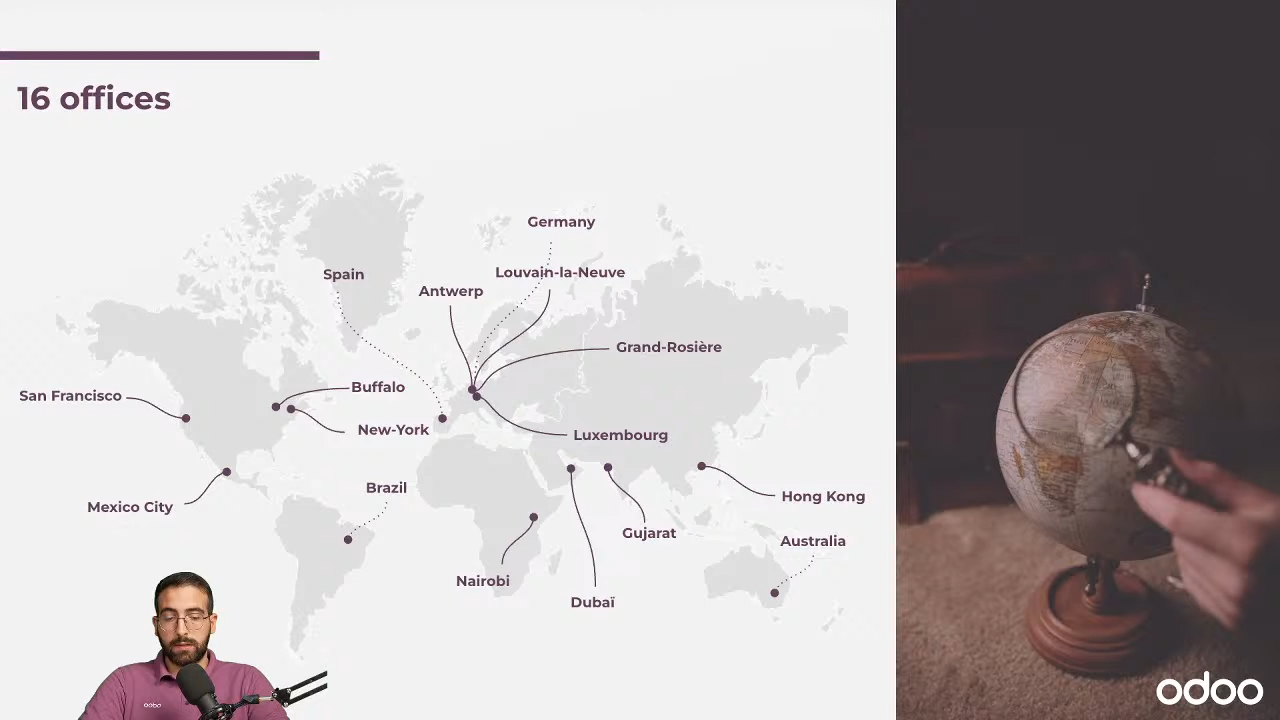 16 offices
Germany
Spain
Louvain-la-Neuve
Antwerp
Grand-Rosière
San Francisco
Buffalo
New-York
Luxembourg
Brazil
Mexico City
Hong Kong
Gujarat
Australia
Nairobi
Dubaï
odoo
odoo